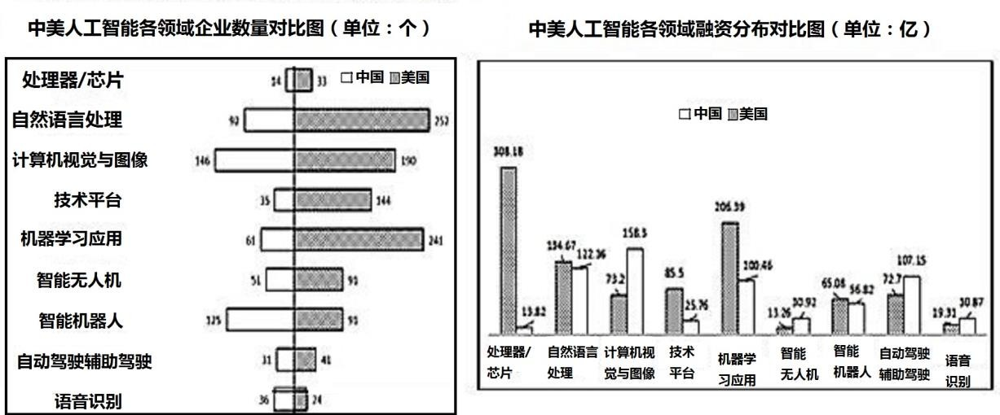 中美人工智能各领域企业数量对比图（单位：个）
□中国 美国
处理器/芯片 14 33
自然语言处理 92 252
计算机视觉与图像 146 190
技术平台 35 144
机器学习应用 61 241
智能无人机 51 91
智能机器人 125 91
自动驾驶辅助驾驶 31 41
语音识别 36 24
中美人工智能各领域融资分布对比图（单位：亿）
□中国 美国
308.18 13.82
134.67 122.36
73.2 158.3
85.5 25.76
206.39 100.46
13.26 30.92
65.08 56.82
72.7 107.15
19.31 30.87
处理器/
芯片
自然语言
处理
计算机视
觉与图像
技术
平台
机器学
习应用
智能
无人机
智能
机器人
自动驾驶
辅助驾驶
语音
识别